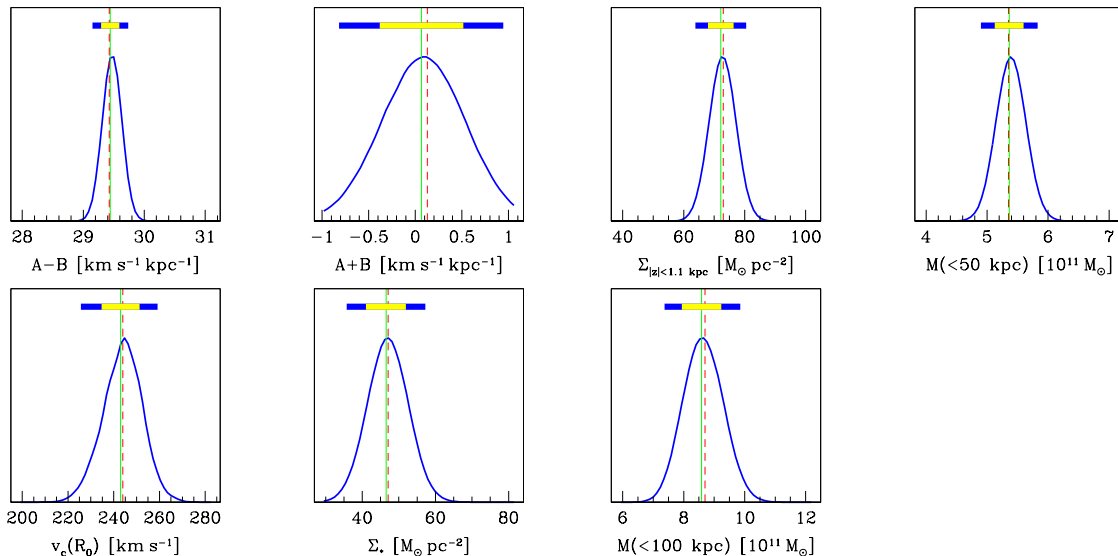 28 29 30 31
A−B [km s⁻¹ kpc⁻¹]
−1 −0.5 0 0.5 1
A+B [km s⁻¹ kpc⁻¹]
40 60 80 100
Σ|z|<1.1 kpc [M⊙ pc⁻²]
4 5 6 7
M(<50 kpc) [10¹¹ M⊙]
200 220 240 260 280
v_c(R₀) [km s⁻¹]
40 60 80
Σ* [M⊙ pc⁻²]
6 8 10 12
M(<100 kpc) [10¹¹ M⊙]